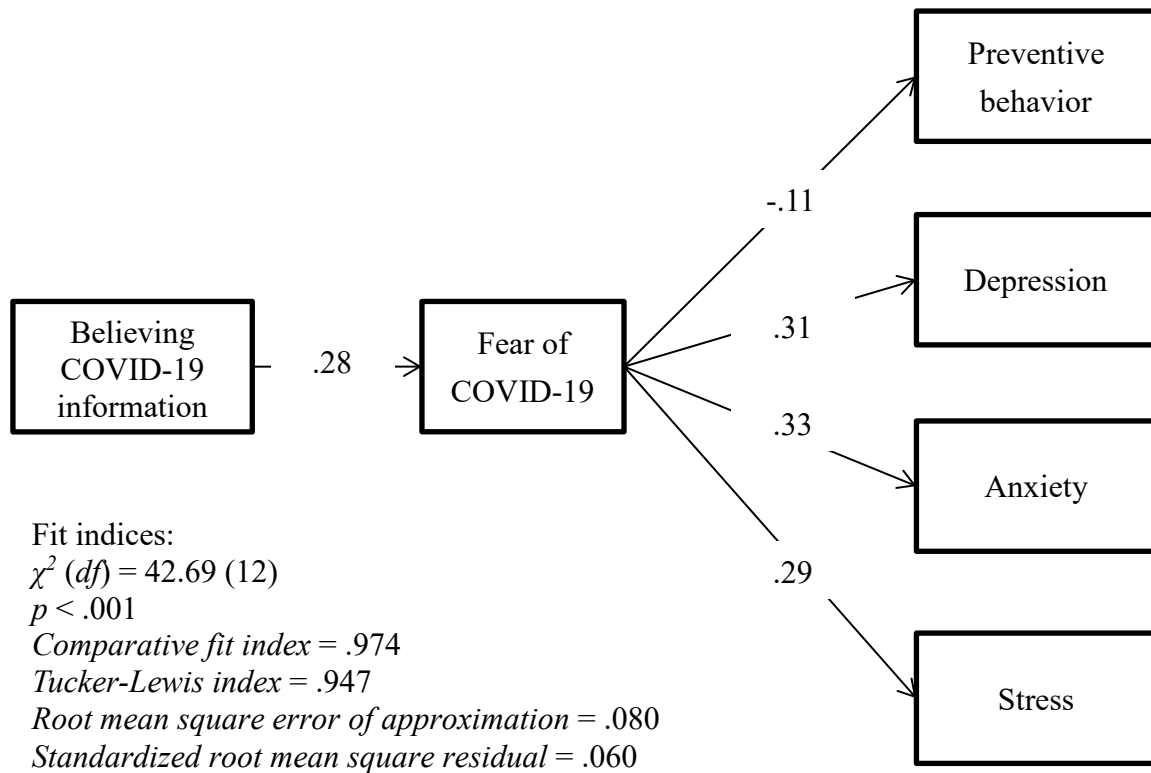 Preventive
behavior
-.11
Depression
.31
Believing
COVID-19
information
.28
Fear of
COVID-19
.33
Anxiety
.29
Stress
Fit indices:
χ² (df) = 42.69 (12)
p < .001
Comparative fit index = .974
Tucker-Lewis index = .947
Root mean square error of approximation = .080
Standardized root mean square residual = .060